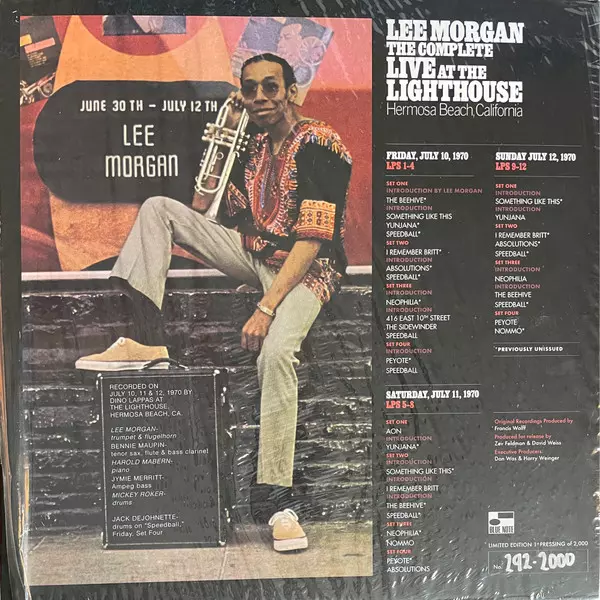 JUNE 30TH - JULY 12TH
LEE
MORGAN
RECORDED ON
JULY 10, 11 & 12, 1970 BY
DINO LAPPAS AT
THE LIGHTHOUSE,
HERMOSA BEACH, CA.
LEE MORGAN-
trumpet & flugelhorn
BENNIE MAUPIN-
tenor sax, flute & bass clarinet
HAROLD MABERN-
piano
JYMIE MERRITT-
Ampeg bass
MICKEY ROKER-
drums
JACK DEJOHNETTE-
drums on "Speedball,"
Friday, Set Four
LEE MORGAN
THE COMPLETE
LIVE AT THE
LIGHTHOUSE
Hermosa Beach, California
FRIDAY, JULY 10, 1970
LPS 1-4
SET ONE
INTRODUCTION BY LEE MORGAN
THE BEEHIVE*
INTRODUCTION
SOMETHING LIKE THIS
YUNJANA*
SPEEDBALL*
SET TWO
I REMEMBER BRITT*
INTRODUCTION
ABSOLUTIONS*
SPEEDBALL*
SET THREE
INTRODUCTION
NEOPHILIA*
INTRODUCTION
416 EAST 10TH STREET
THE SIDEWINDER
SPEEDBALL
SET FOUR
INTRODUCTION
PEYOTE*
SPEEDBALL
SATURDAY, JULY 11, 1970
LPS 5-8
SET ONE
AON
INTRODUCTION
YUNJANA*
SET TWO
INTRODUCTION
SOMETHING LIKE THIS*
INTRODUCTION
I REMEMBER BRITT
INTRODUCTION
THE BEEHIVE*
SPEEDBALL*
SET THREE
NEOPHILIA*
NOMMO
SET FOUR
PEYOTE*
ABSOLUTIONS
SUNDAY JULY 12, 1970
LPS 9-12
SET ONE
INTRODUCTION
SOMETHING LIKE THIS*
INTRODUCTION
YUNJANA
SET TWO
I REMEMBER BRITT*
ABSOLUTIONS*
SPEEDBALL*
SET THREE
INTRODUCTION
NEOPHILIA
INTRODUCTION
THE BEEHIVE
SPEEDBALL*
SET FOUR
PEYOTE
NOMMO*
*PREVIOUSLY UNISSUED
Original Recordings Produced by
Francis Wolff
Produced for release by
Zev Feldman & David Weiss
Executive Producers:
Don Was & Harry Weinger
BLUE NOTE
LIMITED EDITION 1st PRESSING of 2,000
No. 292-2000